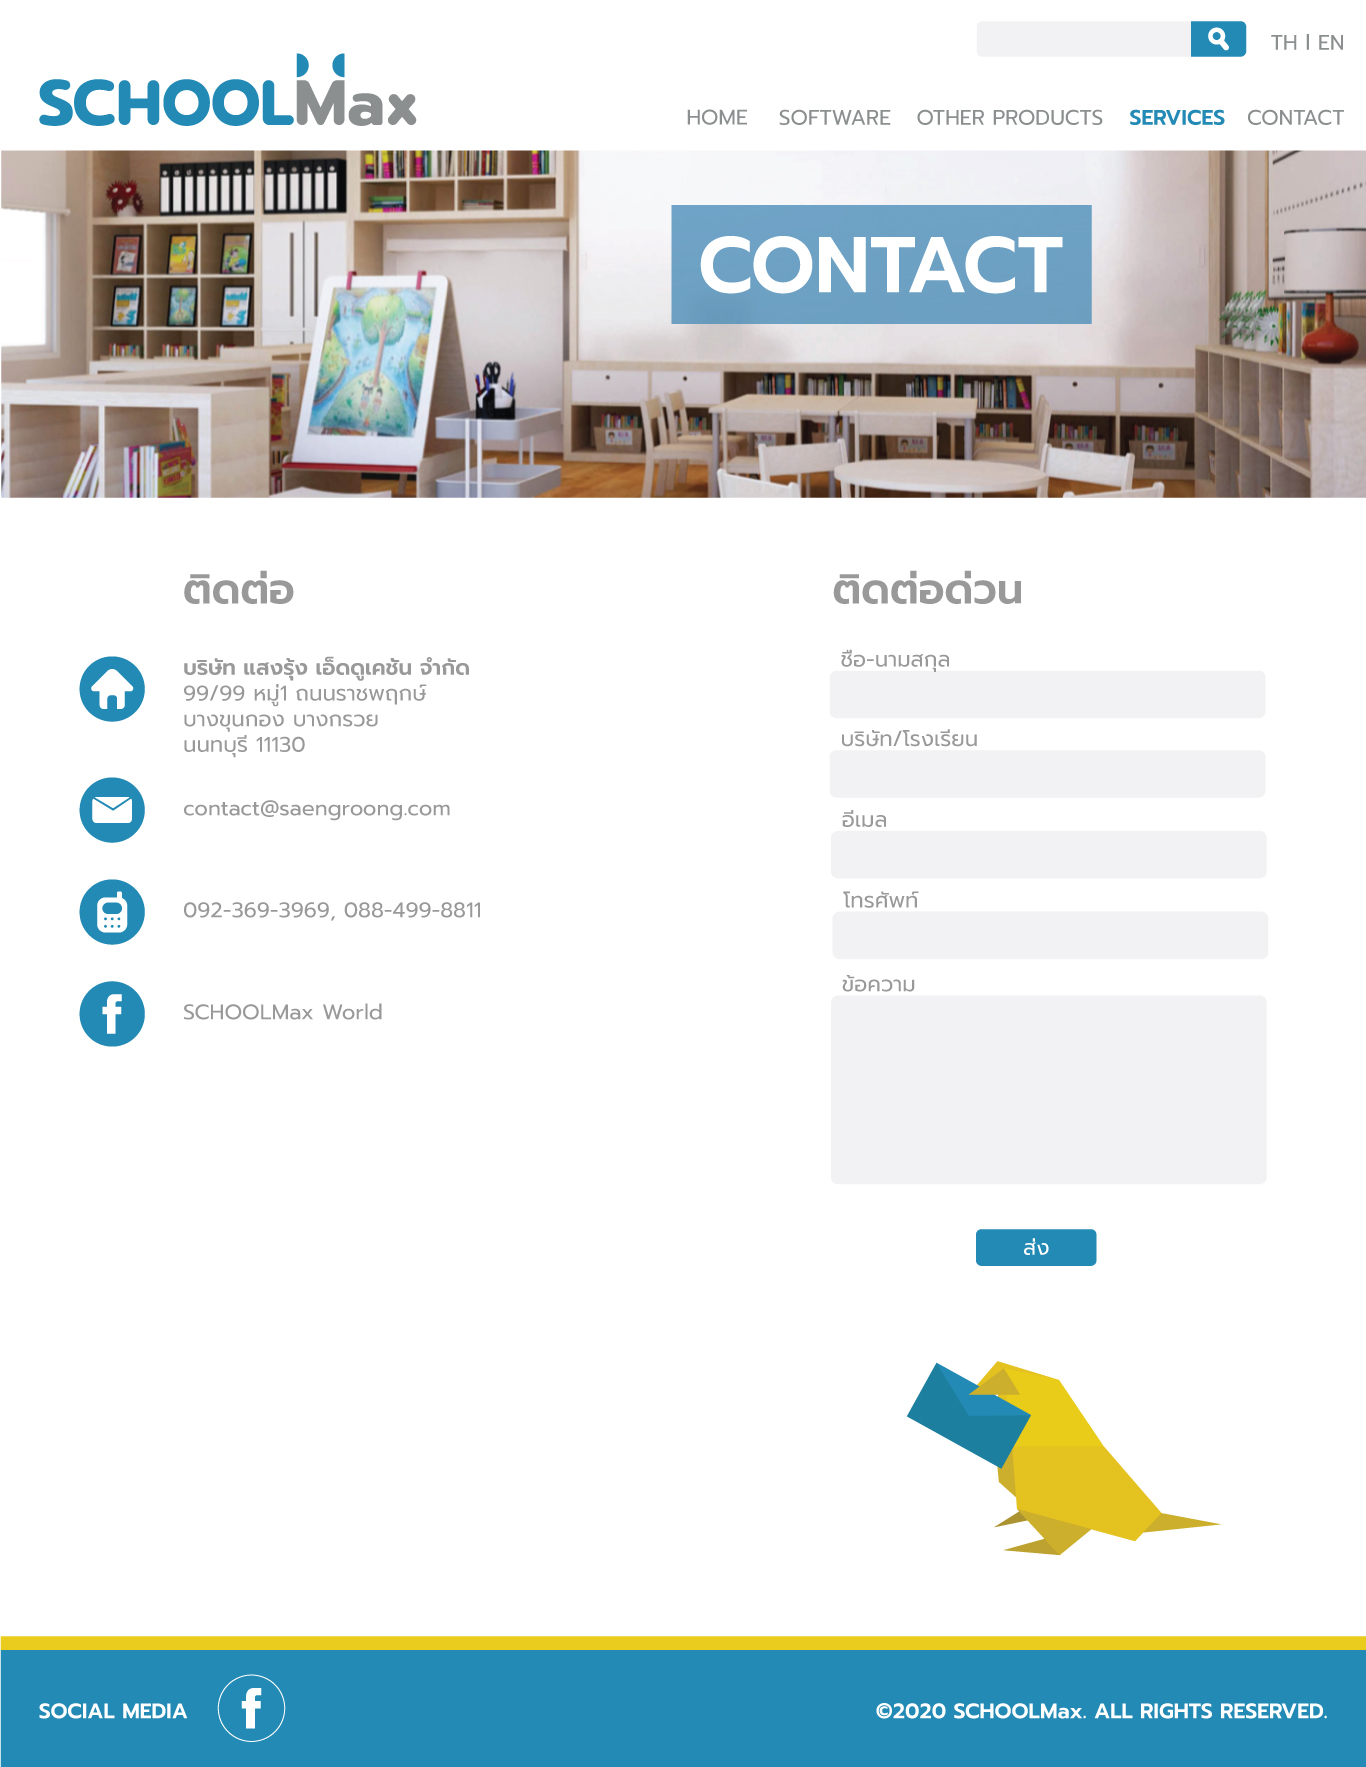 TH | EN
SCHOOLMax
HOME SOFTWARE OTHER PRODUCTS SERVICES CONTACT
CONTACT
ติดต่อ
บริษัท แสงรุ้ง เอ็ดดูเคชัน จำกัด
99/99 หมู่1 ถนนราชพฤกษ์
บางขุนกอง บางกรวย
นนทบุรี 11130
contact@saengroong.com
092-369-3969, 088-499-8811
SCHOOLMax World
ติดต่อด่วน
ชื่อ-นามสกุล
บริษัท/โรงเรียน
อีเมล
โทรศัพท์
ข้อความ
ส่ง
SOCIAL MEDIA
©2020 SCHOOLMax. ALL RIGHTS RESERVED.